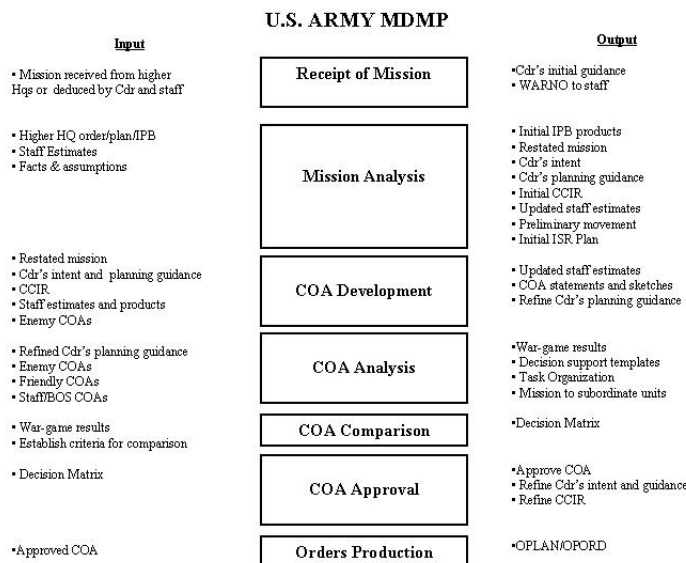 U.S. ARMY MDMP
Input
Output
▪ Mission received from higher
Hqs or deduced by Cdr and staff
Receipt of Mission
▪Cdr's initial guidance
▪ WARNO to staff
▪ Higher HQ order/plan/IPB
▪ Staff Estimates
▪ Facts & assumptions
Mission Analysis
▪ Initial IPB products
▪ Restated mission
▪ Cdr's intent
▪ Cdr's planning guidance
▪ Initial CCIR
▪ Updated staff estimates
▪ Preliminary movement
▪ Initial ISR Plan
▪ Restated mission
▪ Cdr's intent and planning guidance
▪ CCIR
▪ Staff estimates and products
▪ Enemy COAs
COA Development
▪ Updated staff estimates
▪ COA statements and sketches
▪ Refine Cdr's planning guidance
▪ Refined Cdr's planning guidance
▪ Enemy COAs
▪ Friendly COAs
▪ Staff/BOS COAs
COA Analysis
▪War-game results
▪ Decision support templates
▪ Task Organization
▪ Mission to subordinate units
▪ War-game results
▪ Establish criteria for comparison
COA Comparison
▪Decision Matrix
▪ Decision Matrix
COA Approval
▪Approve COA
▪ Refine Cdr's intent and guidance
▪ Refine CCIR
▪Approved COA
Orders Production
▪OPLAN/OPORD